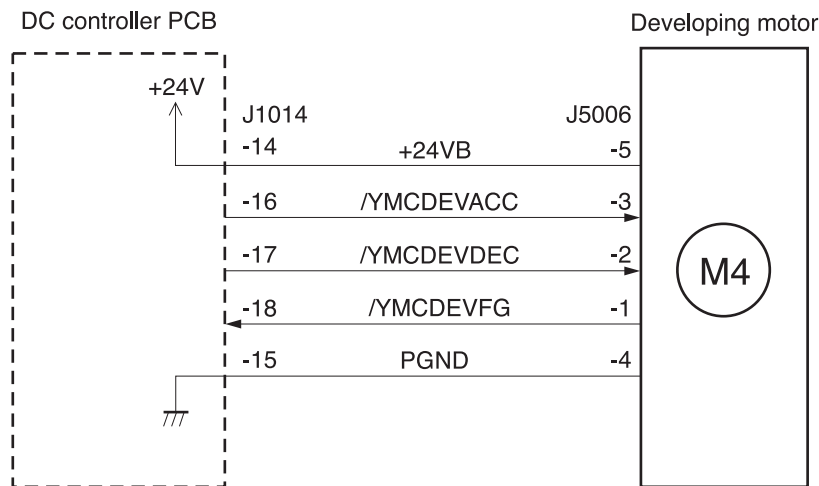 DC controller PCB
Developing motor
+24V
J1014
J5006
-14 +24VB -5
-16 /YMCDEVACC -3
-17 /YMCDEVDEC -2
M4
-18 /YMCDEVFG -1
-15 PGND -4